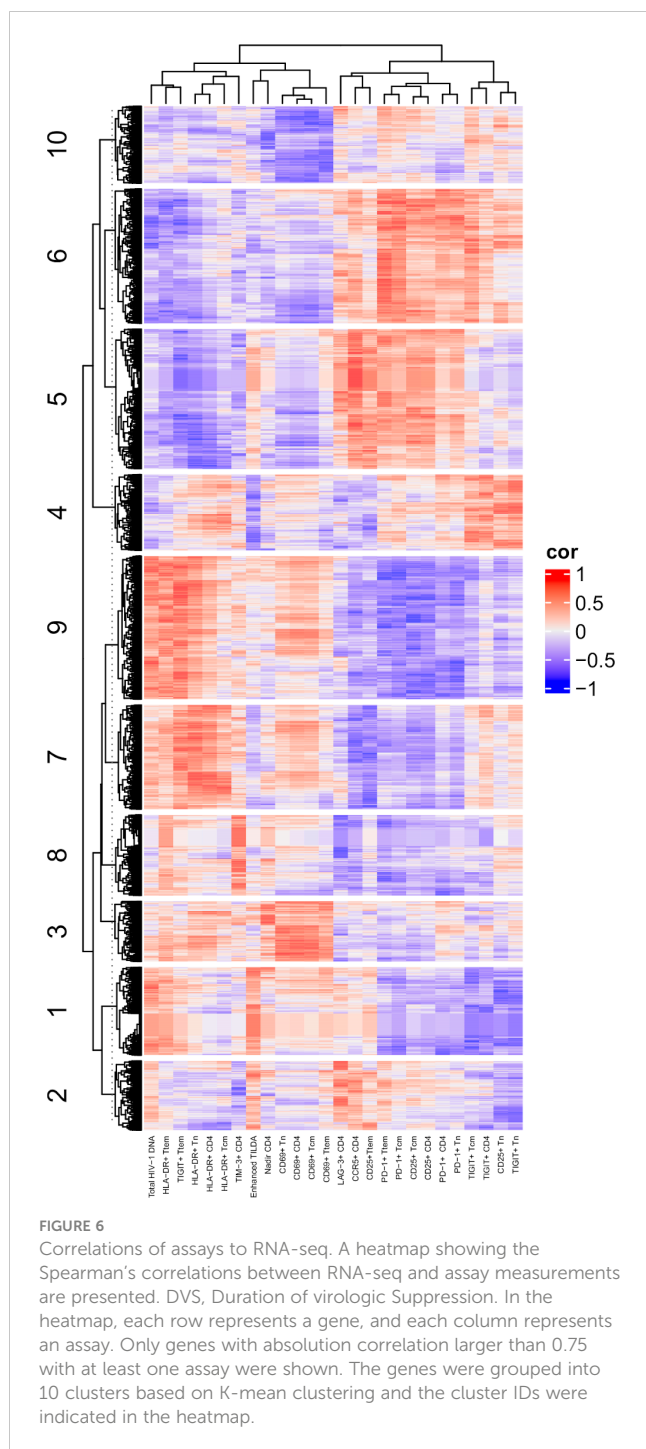 10
6
5
4
9
7
8
3
1
2
cor
1
0.5
0
−0.5
−1
Total HIV-1 DNA
HLA-DR+ Ttem
TIGIT+ Ttem
HLA-DR+ Tn
HLA-DR+ CD4
HLA-DR+ Tcm
TIM-3+ CD4
Enhanced TILDA
Nadir CD4
CD69+ Tn
CD69+ CD4
CD69+ Tcm
CD69+ Ttem
LAG-3+ CD4
CCR5+ CD4
CD25+Ttem
PD-1+ Ttem
PD-1+ Tcm
CD25+ Tcm
CD25+ CD4
PD-1+ CD4
PD-1+ Tn
TIGIT+ Tcm
TIGIT+ CD4
CD25+ Tn
TIGIT+ Tn
FIGURE 6
Correlations of assays to RNA-seq. A heatmap showing the
Spearman's correlations between RNA-seq and assay measurements
are presented. DVS, Duration of virologic Suppression. In the
heatmap, each row represents a gene, and each column represents
an assay. Only genes with absolution correlation larger than 0.75
with at least one assay were shown. The genes were grouped into
10 clusters based on K-mean clustering and the cluster IDs were
indicated in the heatmap.